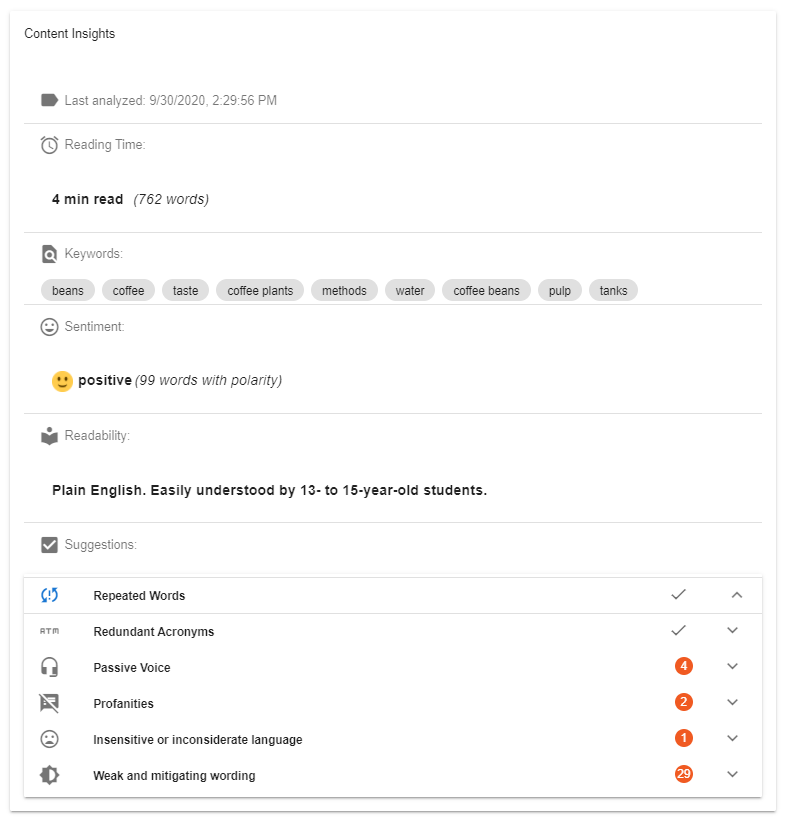 Content Insights
Last analyzed: 9/30/2020, 2:29:56 PM
Reading Time:
4 min read (762 words)
Keywords:
beans coffee taste coffee plants methods water coffee beans pulp tanks
Sentiment:
positive (99 words with polarity)
Readability:
Plain English. Easily understood by 13- to 15-year-old students.
Suggestions:
Repeated Words
ATM Redundant Acronyms
Passive Voice 4
Profanities 2
Insensitive or inconsiderate language 1
Weak and mitigating wording 29